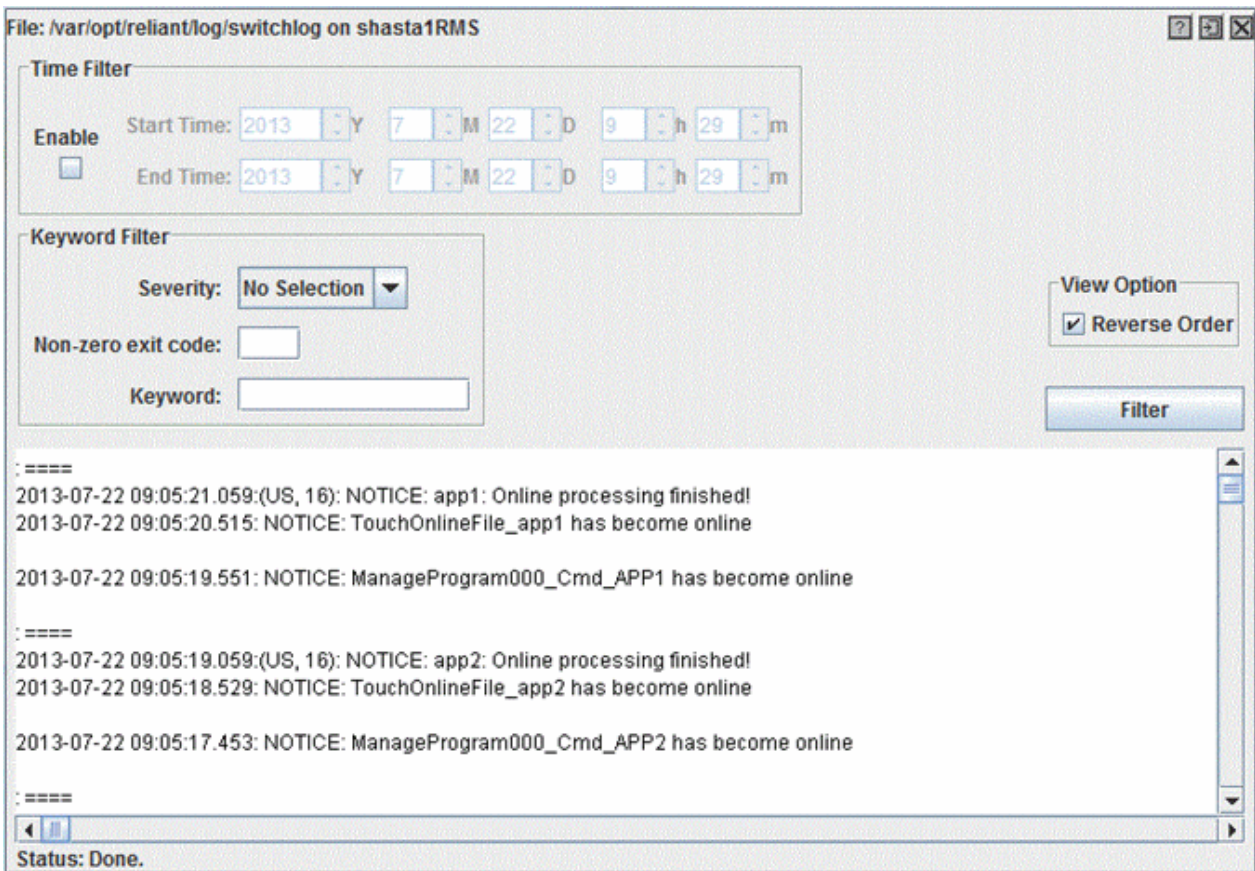 File: /var/opt/reliant/log/switchlog on shasta1RMS
Time Filter
Enable
Start Time: 2013 Y 7 M 22 D 9 h 29 m
End Time: 2013 Y 7 M 22 D 9 h 29 m
Keyword Filter
Severity: No Selection
Non-zero exit code:
Keyword:
View Option
Reverse Order
Filter
: ====
2013-07-22 09:05:21.059:(US, 16): NOTICE: app1: Online processing finished!
2013-07-22 09:05:20.515: NOTICE: TouchOnlineFile_app1 has become online
2013-07-22 09:05:19.551: NOTICE: ManageProgram000_Cmd_APP1 has become online
: ====
2013-07-22 09:05:19.059:(US, 16): NOTICE: app2: Online processing finished!
2013-07-22 09:05:18.529: NOTICE: TouchOnlineFile_app2 has become online
2013-07-22 09:05:17.453: NOTICE: ManageProgram000_Cmd_APP2 has become online
: ====
Status: Done.